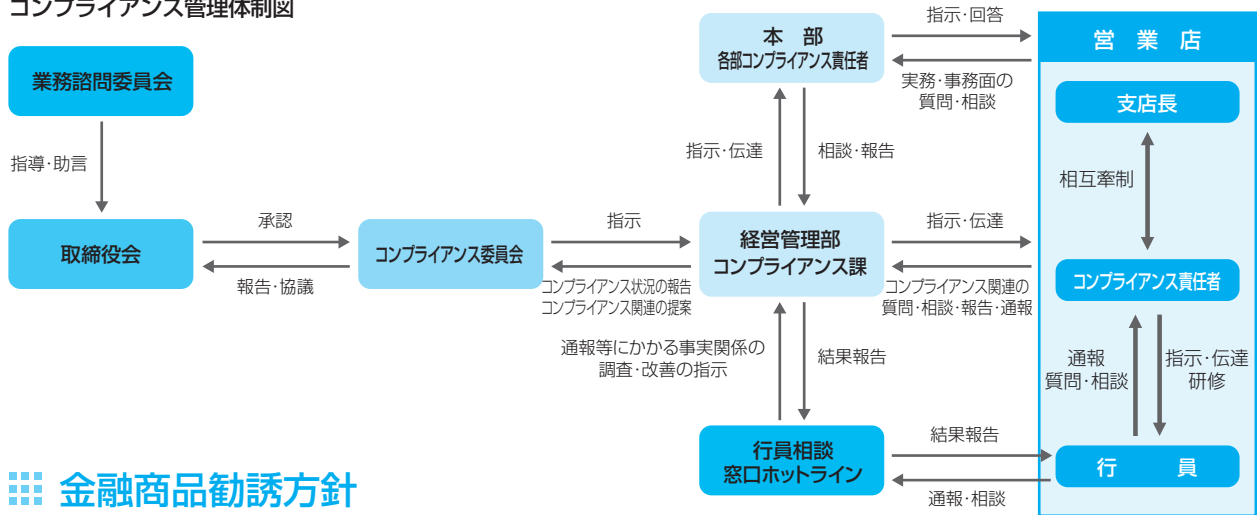 コンプライアンス管理体制図
業務諮問委員会
指導・助言
取締役会
承認
報告・協議
コンプライアンス委員会
指示
コンプライアンス状況の報告
コンプライアンス関連の提案
本 部
各部コンプライアンス責任者
指示・回答
実務・事務面の
質問・相談
指示・伝達
相談・報告
経営管理部
コンプライアンス課
指示・伝達
コンプライアンス関連の
質問・相談・報告・通報
通報等にかかる事実関係の
調査・改善の指示
結果報告
行員相談
窓口ホットライン
結果報告
通報・相談
営 業 店
支店長
相互牽制
コンプライアンス責任者
通報
質問・相談
指示・伝達
研修
行 員
金融商品勧誘方針